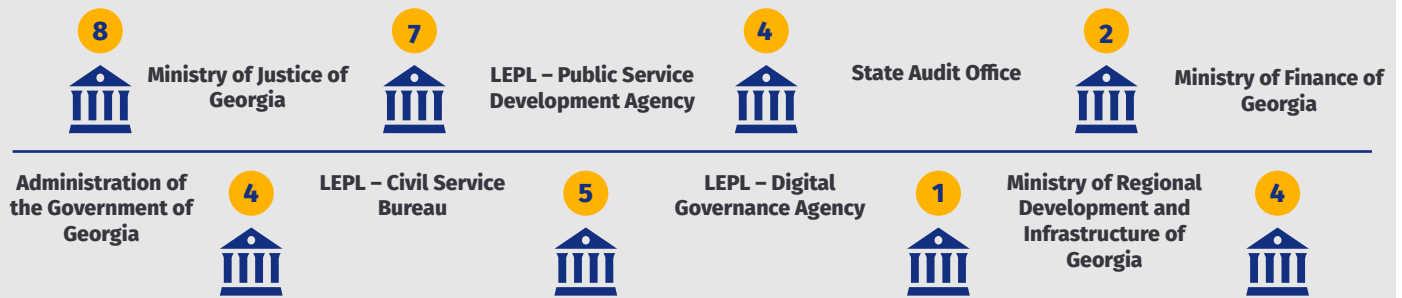 8
Ministry of Justice of
Georgia
7
LEPL – Public Service
Development Agency
4
State Audit Office
2
Ministry of Finance of
Georgia
Administration of
the Government of
Georgia
4
LEPL – Civil Service
Bureau
5
LEPL – Digital
Governance Agency
1
Ministry of Regional
Development and
Infrastructure of
Georgia
4